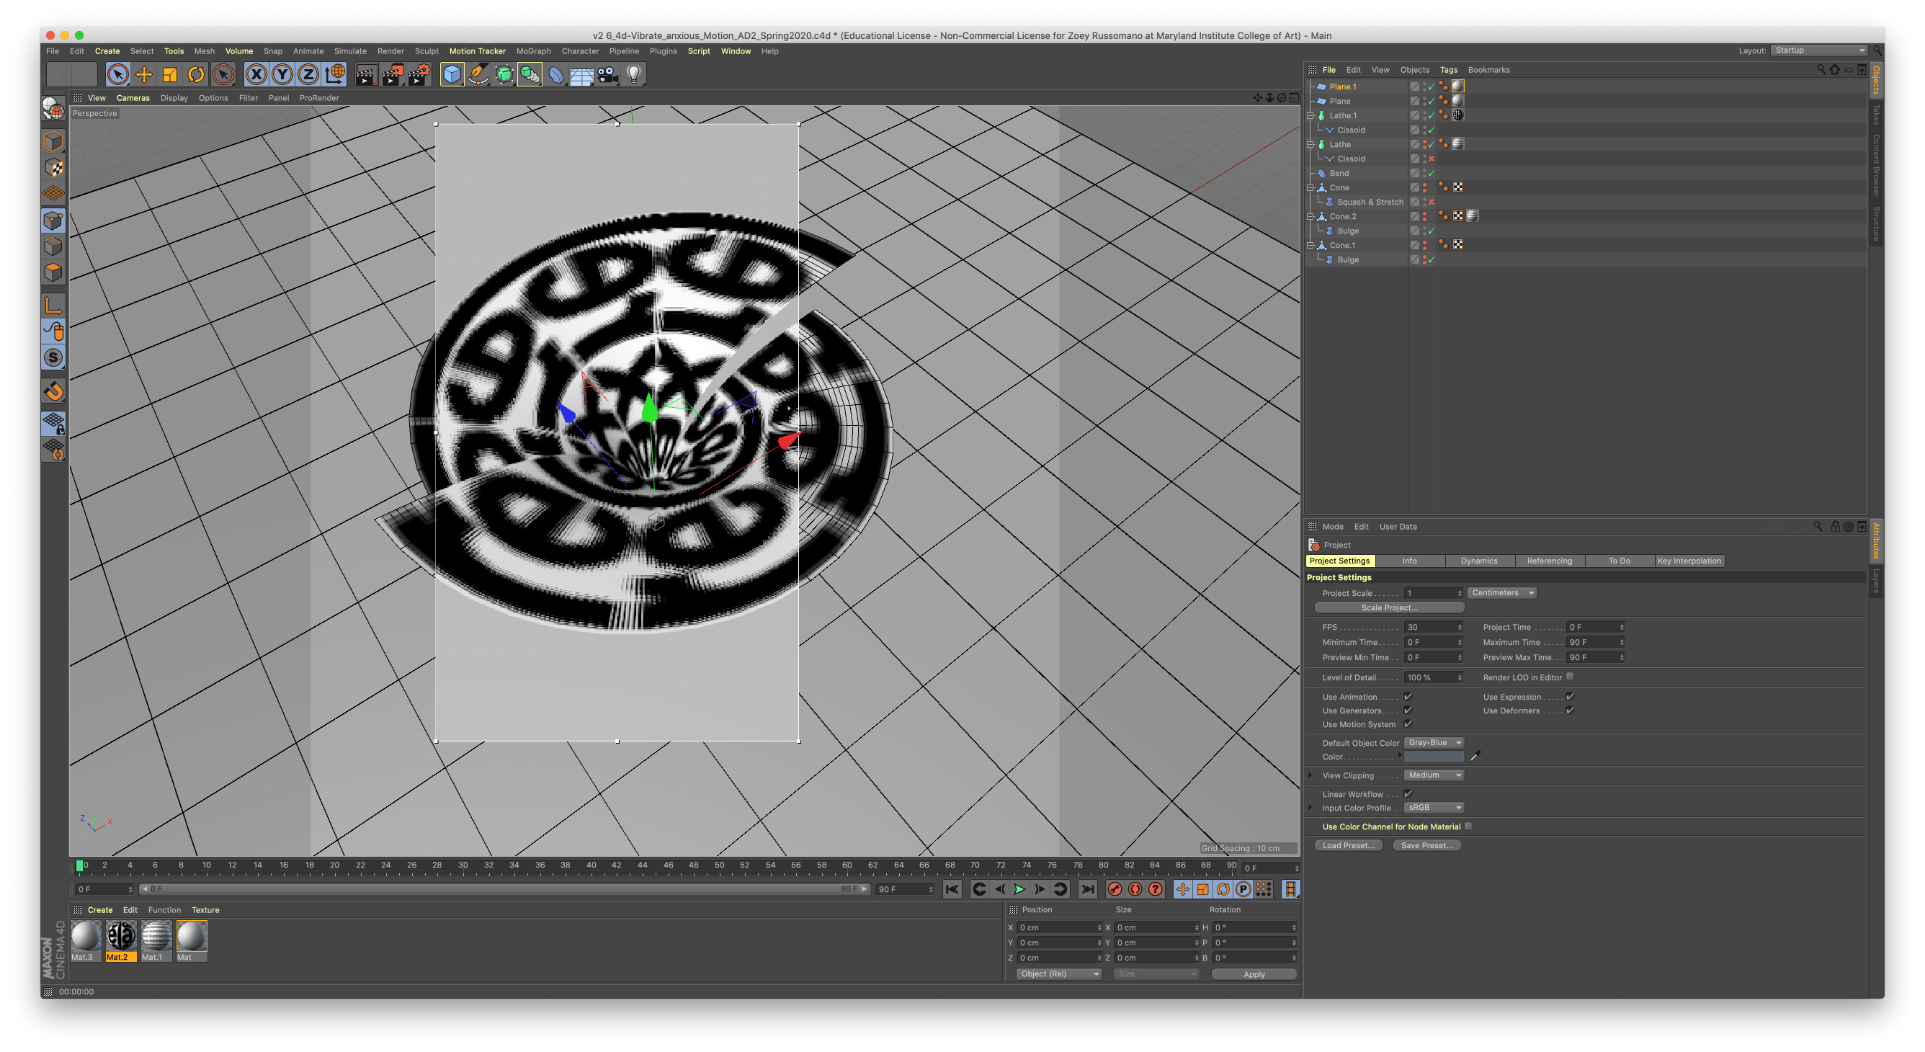 v2 6_4d-Vibrate_anxious_Motion_AD2_Spring2020.c4d * (Educational License - Non-Commercial License for Zoey Russomano at Maryland Institute College of Art) - Main
File Edit Create Select Tools Mesh Volume Snap Animate Simulate Render Sculpt Motion Tracker MoGraph Character Pipeline Plugins Script Window Help
Layout: Startup
View Cameras Display Options Filter Panel ProRender
Perspective
Grid Spacing : 10 cm
File Edit View Objects Tags Bookmarks
Plane.1
Plane
Lathe.1
Cissoid
Lathe
Cissoid
Bend
Cone
Squash & Stretch
Cone.2
Bulge
Cone.1
Bulge
Objects
Takes
Content Browser
Structure
Mode Edit User Data
Project
Project Settings Info Dynamics Referencing To Do Key Interpolation
Project Settings
Project Scale . . . . . . 1 Centimeters
Scale Project...
FPS . . . . . . . . . . . . . 30 Project Time . . . . . . . 0 F
Minimum Time. . . . . 0 F Maximum Time . . . . . 90 F
Preview Min Time . . 0 F Preview Max Time. . . 90 F
Level of Detail . . . . . 100 % Render LOD in Editor
Use Animation. . . . . Use Expression . . . . .
Use Generators. . . . Use Deformers . . . . .
Use Motion System
Default Object Color Gray-Blue
Color. . . . . . . . . . . .
View Clipping . . . . . Medium
Linear Workflow . . .
Input Color Profile . sRGB
Use Color Channel for Node Material
Load Preset... Save Preset...
Attributes
Layers
0 2 4 6 8 10 12 14 16 18 20 22 24 26 28 30 32 34 36 38 40 42 44 46 48 50 52 54 56 58 60 62 64 66 68 70 72 74 76 78 80 82 84 86 88 90 0 F
0 F 0 F 90 F 90 F
Create Edit Function Texture
Mat.3 Mat.2 Mat.1 Mat
Position Size Rotation
X 0 cm X 0 cm H 0 °
Y 0 cm Y 0 cm P 0 °
Z 0 cm Z 0 cm B 0 °
Object (Rel) Size Apply
MAXON
CINEMA 4D
00:00:00
X Y Z
S
P
Z Y X